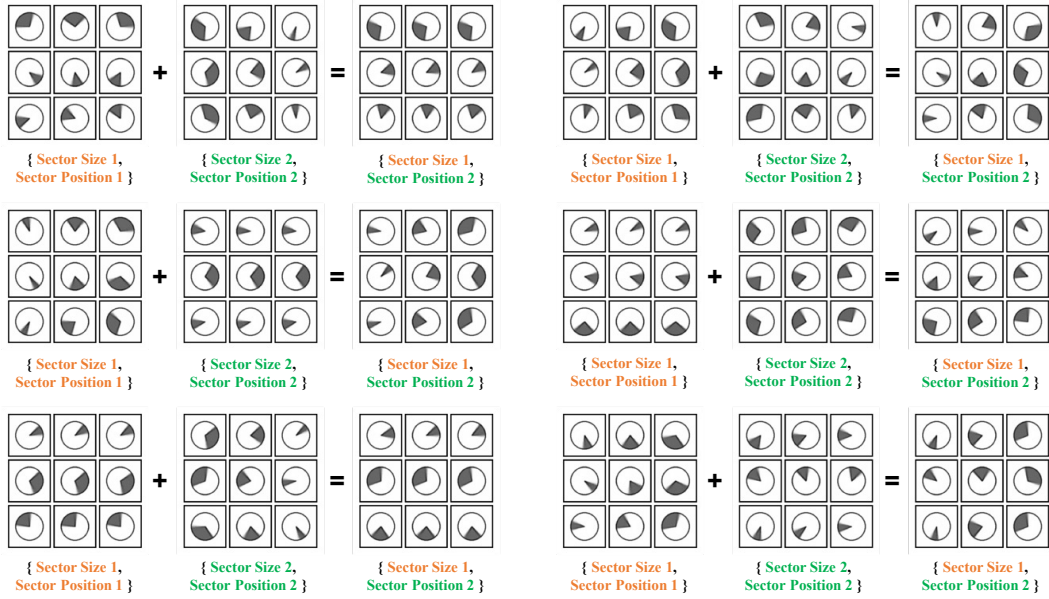 + = + =
{ Sector Size 1, { Sector Size 2, { Sector Size 1, { Sector Size 1, { Sector Size 2, { Sector Size 1,
Sector Position 1 } Sector Position 2 } Sector Position 2 } Sector Position 1 } Sector Position 2 } Sector Position 2 }
+ = + =
{ Sector Size 1, { Sector Size 2, { Sector Size 1, { Sector Size 1, { Sector Size 2, { Sector Size 1,
Sector Position 1 } Sector Position 2 } Sector Position 2 } Sector Position 1 } Sector Position 2 } Sector Position 2 }
+ = + =
{ Sector Size 1, { Sector Size 2, { Sector Size 1, { Sector Size 1, { Sector Size 2, { Sector Size 1,
Sector Position 1 } Sector Position 2 } Sector Position 2 } Sector Position 1 } Sector Position 2 } Sector Position 2 }